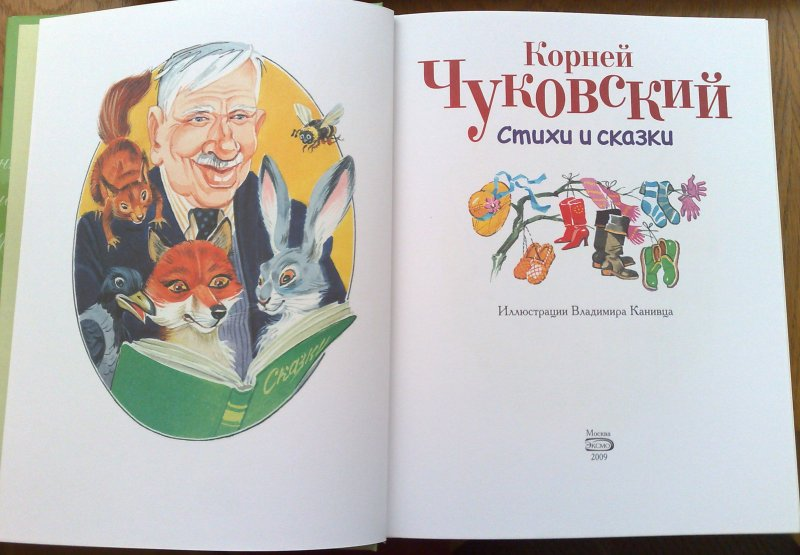 Сказки
Корней
Чуковский
Стихи и сказки
Иллюстрации Владимира Канивца
Москва
ЭКСМО
2009